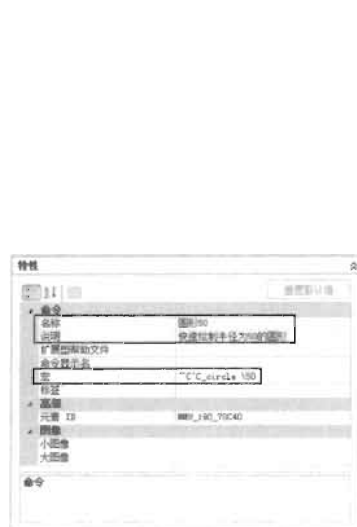 特性
命令
名称 圆形50
说明 快速绘制半径为50的圆形
扩展型帮助文件
命令显示名
宏 ^C^C_circle \50
标签
高级
元素 ID
图像
小图像
大图像
命令